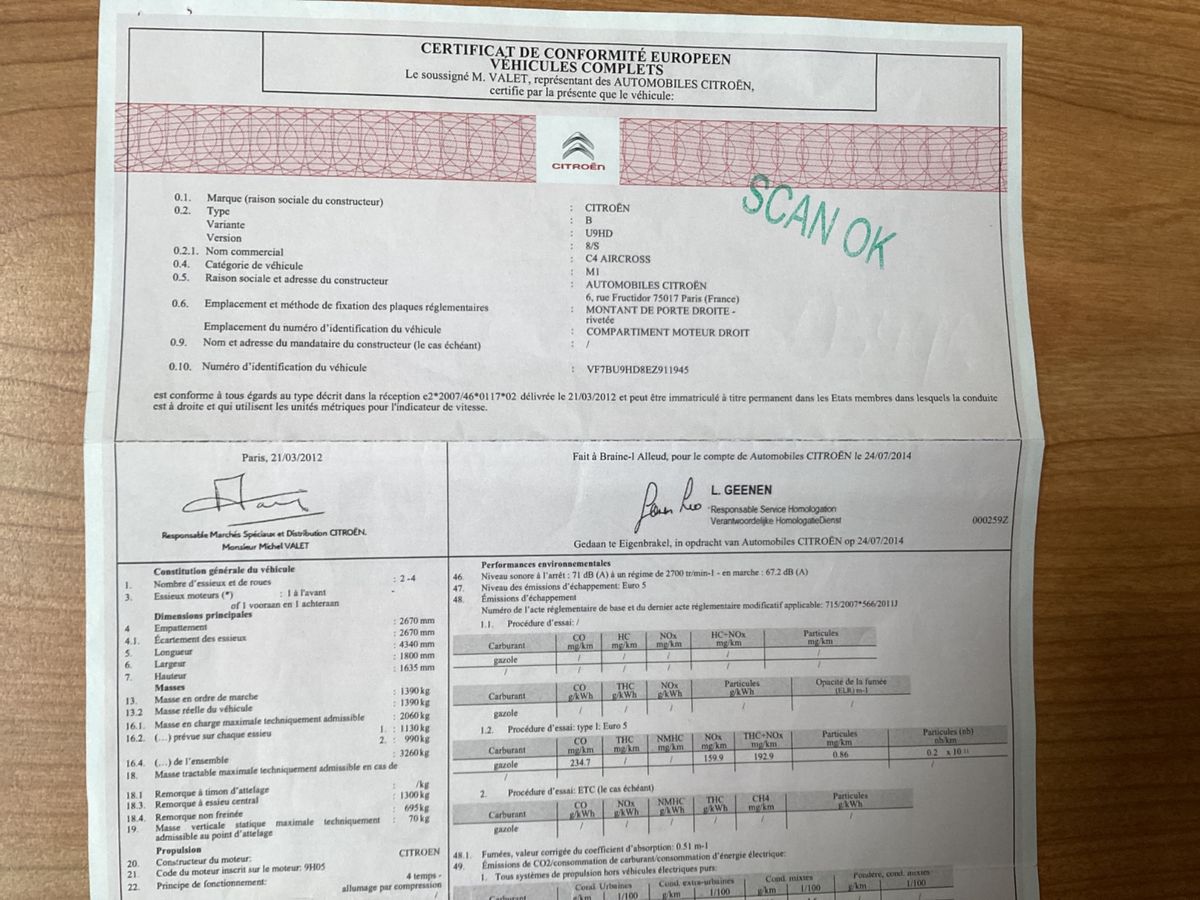 CERTIFICAT DE CONFORMITÉ EUROPEEN
VÉHICULES COMPLETS
Le soussigné M. VALET, représentant des AUTOMOBILES CITROËN,
certifie par la présente que le véhicule:
CITROËN
SCAN OK
0.1. Marque (raison sociale du constructeur) : CITROËN
0.2. Type : B
Variante : U9HD
Version : 8/S
0.2.1. Nom commercial : C4 AIRCROSS
0.4. Catégorie de véhicule : M1
0.5. Raison sociale et adresse du constructeur : AUTOMOBILES CITROËN
6, rue Fructidor 75017 Paris (France)
0.6. Emplacement et méthode de fixation des plaques réglementaires : MONTANT DE PORTE DROITE -
rivetée
Emplacement du numéro d'identification du véhicule : COMPARTIMENT MOTEUR DROIT
0.9. Nom et adresse du mandataire du constructeur (le cas échéant) : /
0.10. Numéro d'identification du véhicule : VF7BU9HD8EZ911945
est conforme à tous égards au type décrit dans la réception e2*2007/46*0117*02 délivrée le 21/03/2012 et peut être immatriculé à titre permanent dans les Etats membres dans lesquels la conduite
est à droite et qui utilisent les unités métriques pour l'indicateur de vitesse.
Paris, 21/03/2012
Responsable Marchés Spéciaux et Distribution CITROËN.
Monsieur Michel VALET
Fait à Braine-l Alleud, pour le compte de Automobiles CITROËN le 24/07/2014
L. GEENEN
Responsable Service Homologation
Verantwoordelijke HomologatieDienst
000259Z
Gedaan te Eigenbrakel, in opdracht van Automobiles CITROËN op 24/07/2014
Constitution générale du véhicule
1. Nombre d'essieux et de roues : 2-4
3. Essieux moteurs (*) : 1 à l'avant -
of 1 vooraan en 1 achteraan
Dimensions principales
4 Empattement : 2670 mm
4.1. Écartement des essieux : 2670 mm
5. Longueur : 4340 mm
6. Largeur : 1800 mm
7. Hauteur : 1635 mm
Masses
13. Masse en ordre de marche : 1390 kg
13.2 Masse réelle du véhicule : 1390 kg
16.1. Masse en charge maximale techniquement admissible : 2060 kg
16.2. (...) prévue sur chaque essieu 1. : 1130 kg
2. : 990 kg
16.4. (...) de l'ensemble : 3260 kg
18. Masse tractable maximale techniquement admissible en cas de
18.1 Remorque à timon d'attelage : /kg
18.3. Remorque à essieu central : 1300 kg
18.4. Remorque non freinée : 695 kg
19. Masse verticale statique maximale techniquement : 70 kg
admissible au point d'attelage
Propulsion
20. Constructeur du moteur: CITROEN
21. Code du moteur inscrit sur le moteur: 9H05
22. Principe de fonctionnement: 4 temps -
allumage par compression
Performances environnementales
46. Niveau sonore à l'arrêt : 71 dB (A) à un régime de 2700 tr/min-1 - en marche : 67.2 dB (A)
47. Niveau des émissions d'échappement: Euro 5
48. Émissions d'échappement
Numéro de l'acte réglementaire de base et du dernier acte réglementaire modificatif applicable: 715/2007*566/2011J
1.1. Procédure d'essai: /
Carburant CO mg/km HC mg/km NOx mg/km HC+NOx mg/km Particules mg/km
gazole / / / / /
/ / / / / /
Carburant CO g/kWh THC g/kWh NOx g/kWh Particules g/kWh Opacité de la fumée (ELR) m-1
gazole / / / / /
1.2. Procédure d'essai: type I: Euro 5
Carburant CO mg/km THC mg/km NMHC mg/km NOx mg/km THC+NOx mg/km Particules mg/km Particules (nb) nb/km
gazole 234.7 / / 159.9 192.9 0.86 0.2 x 10 11
/ /
2. Procédure d'essai: ETC (le cas échéant)
Carburant CO g/kWh NOx g/kWh NMHC g/kWh THC g/kWh CH4 g/kWh Particules g/kWh
gazole / / / / / /
48.1. Fumées, valeur corrigée du coefficient d'absorption: 0.51 m-1
49. Émissions de CO2/consommation de carburant/consommation d'énergie électrique:
1. Tous systèmes de propulsion hors véhicules électriques purs:
Carburant Cond. Urbaines g/km 1/100 Cond. extra-urbaines g/km 1/100 Cond. mixtes g/km 1/100 Pondéré, cond. mixtes g/km 1/100